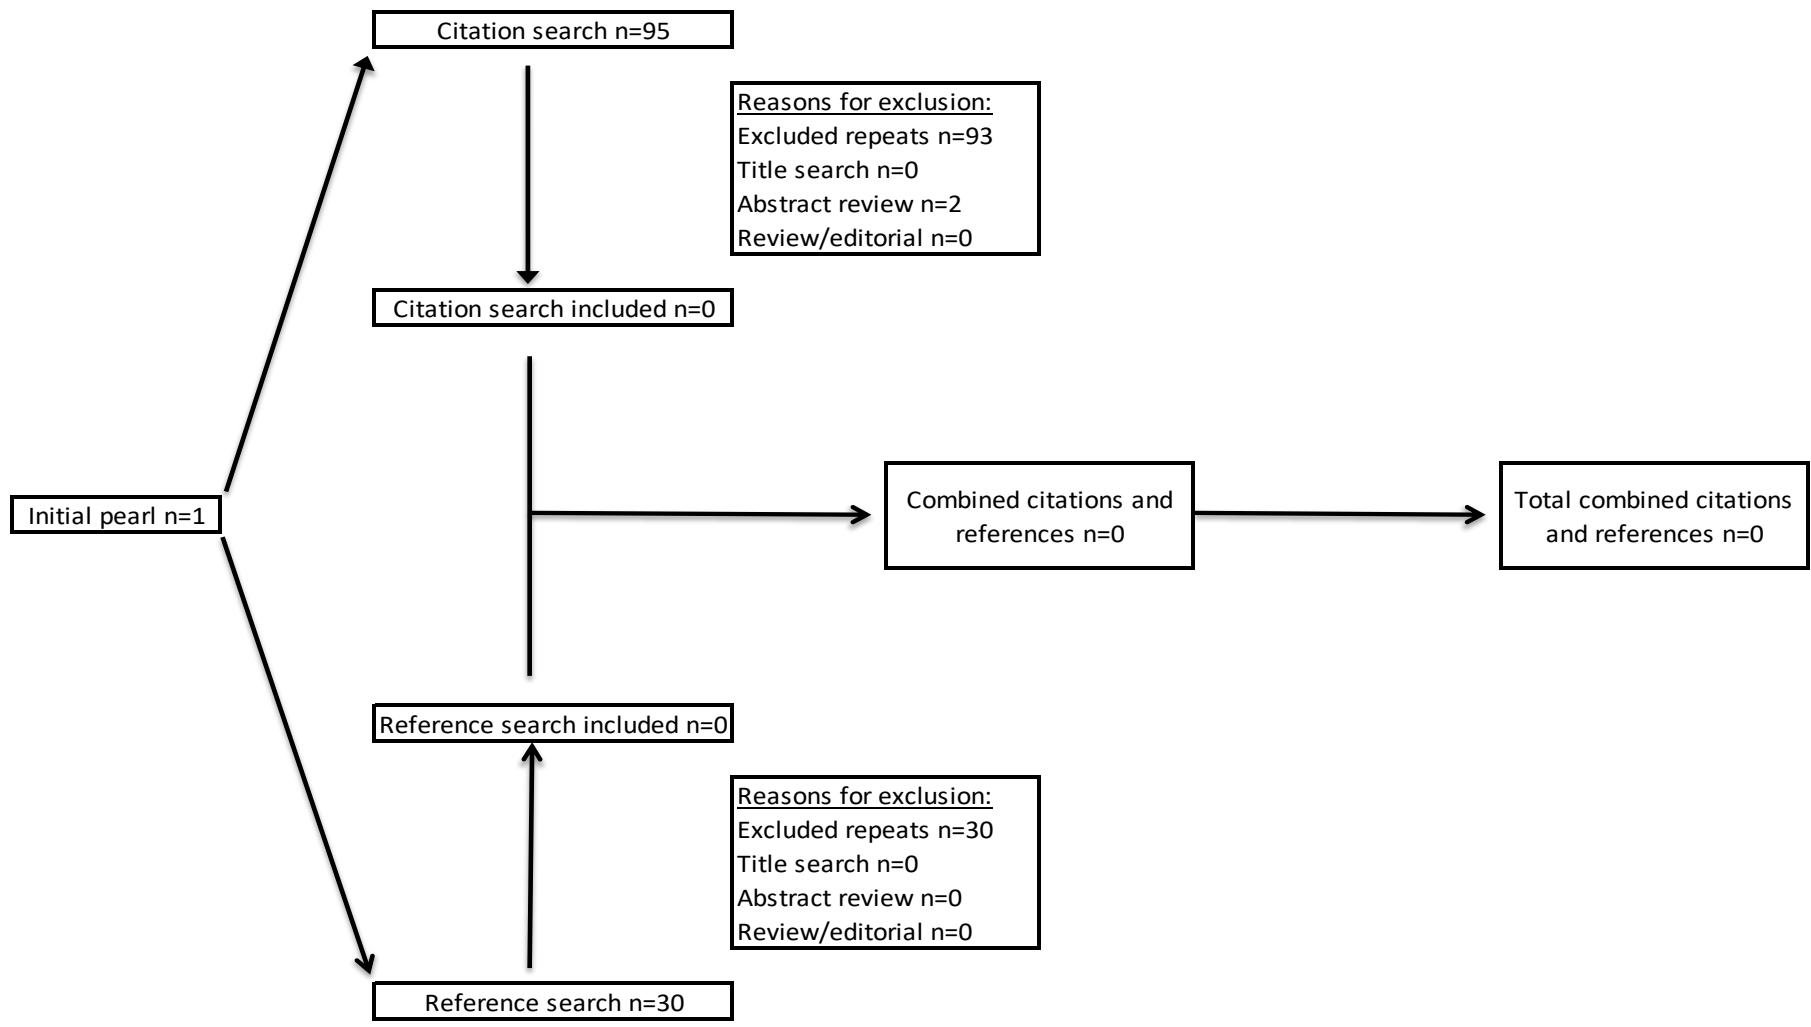 Citation search n=95
Reasons for exclusion:
Excluded repeats n=93
Title search n=0
Abstract review n=2
Review/editorial n=0
Citation search included n=0
Initial pearl n=1
Combined citations and
references n=0
Total combined citations
and references n=0
Reference search included n=0
Reasons for exclusion:
Excluded repeats n=30
Title search n=0
Abstract review n=0
Review/editorial n=0
Reference search n=30